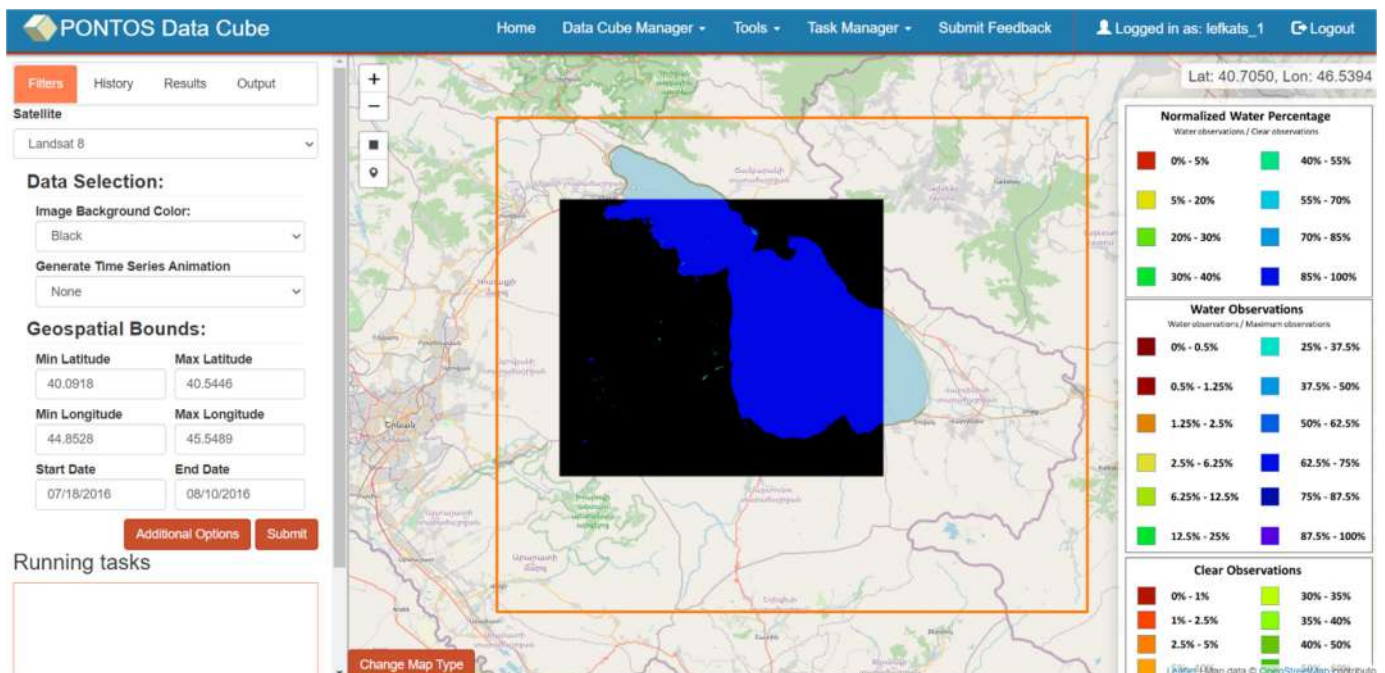 PONTOS Data Cube
Home Data Cube Manager Tools Task Manager Submit Feedback Logged in as: lefkats_1 Logout
Filters History Results Output
Satellite
Landsat 8
Data Selection:
Image Background Color:
Black
Generate Time Series Animation
None
Geospatial Bounds:
Min Latitude Max Latitude
40.0918 40.5446
Min Longitude Max Longitude
44.8528 45.5489
Start Date End Date
07/18/2016 08/10/2016
Additional Options Submit
Running tasks
+
−
Change Map Type
Lat: 40.7050, Lon: 46.5394
Normalized Water Percentage
Water observations / Clear observations
0% - 5% 40% - 55%
5% - 20% 55% - 70%
20% - 30% 70% - 85%
30% - 40% 85% - 100%
Water Observations
Water observations / Maximum observations
0% - 0.5% 25% - 37.5%
0.5% - 1.25% 37.5% - 50%
1.25% - 2.5% 50% - 62.5%
2.5% - 6.25% 62.5% - 75%
6.25% - 12.5% 75% - 87.5%
12.5% - 25% 87.5% - 100%
Clear Observations
0% - 1% 30% - 35%
1% - 2.5% 35% - 40%
2.5% - 5% 40% - 50%
Leaflet | Map data © OpenStreetMap contributo